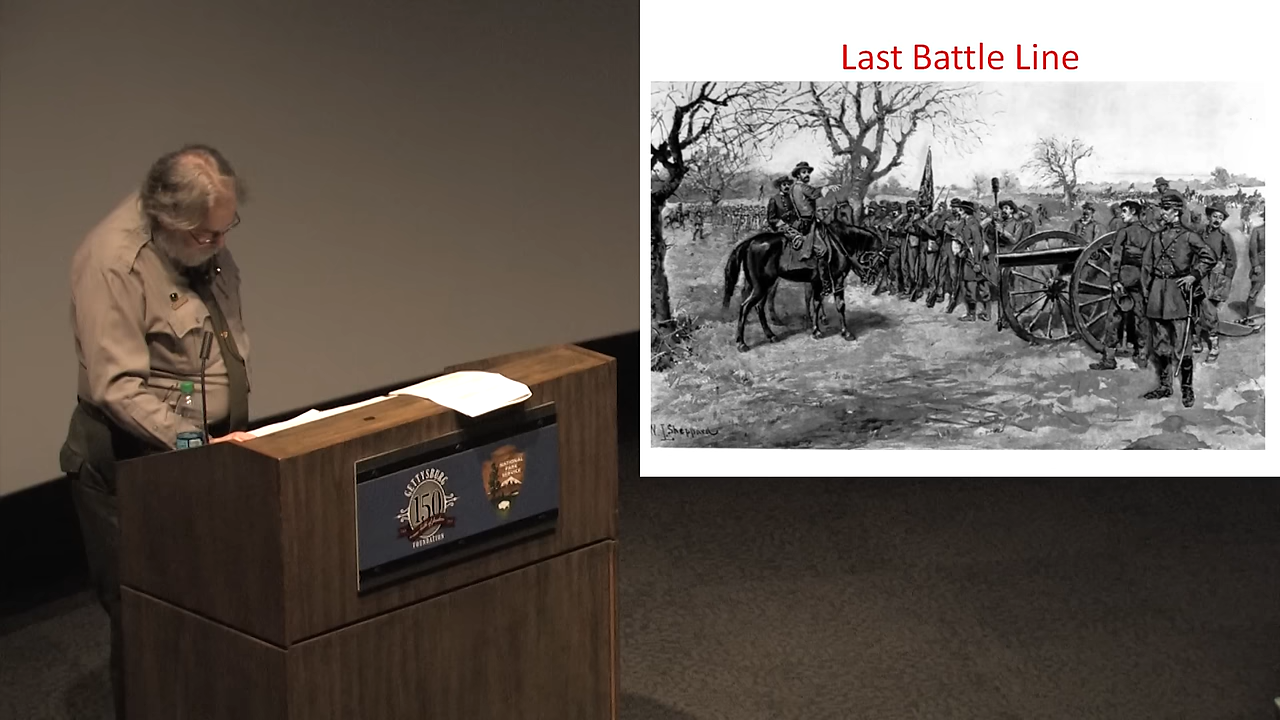 Last Battle Line
W. L. Sheppard
GETTYSBURG
150
FOUNDATION
NATIONAL
PARK
SERVICE